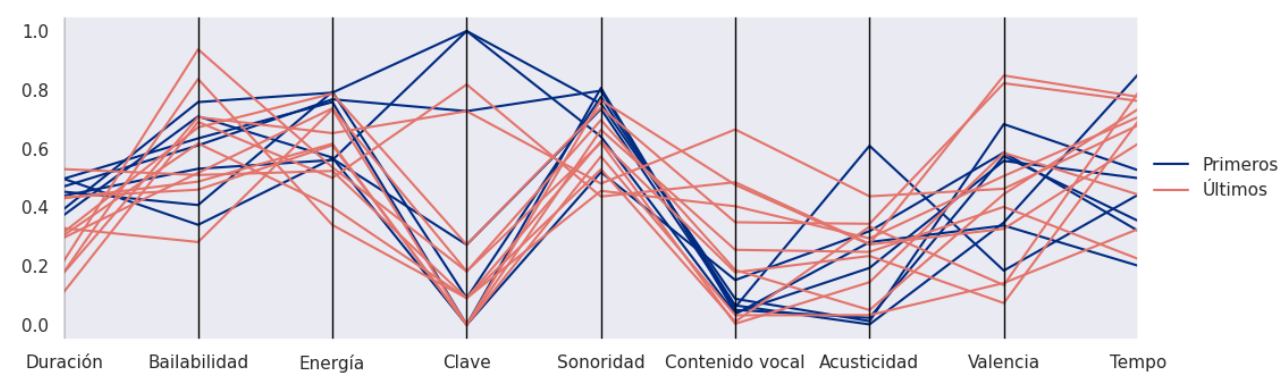 1.0
0.8
0.6
0.4
0.2
0.0
Duración Bailabilidad Energía Clave Sonoridad Contenido vocal Acusticidad Valencia Tempo
Primeros
Últimos